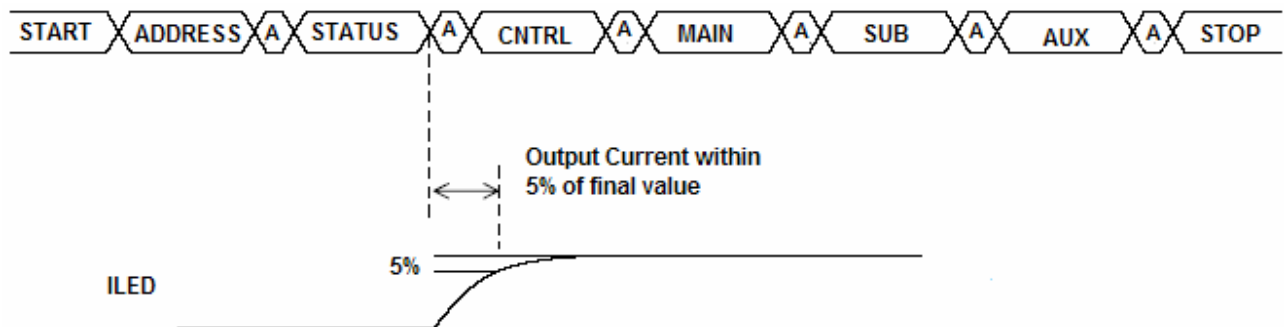 START ADDRESS A STATUS A CNTRL A MAIN A SUB A AUX A STOP
Output Current within
5% of final value
5%
ILED